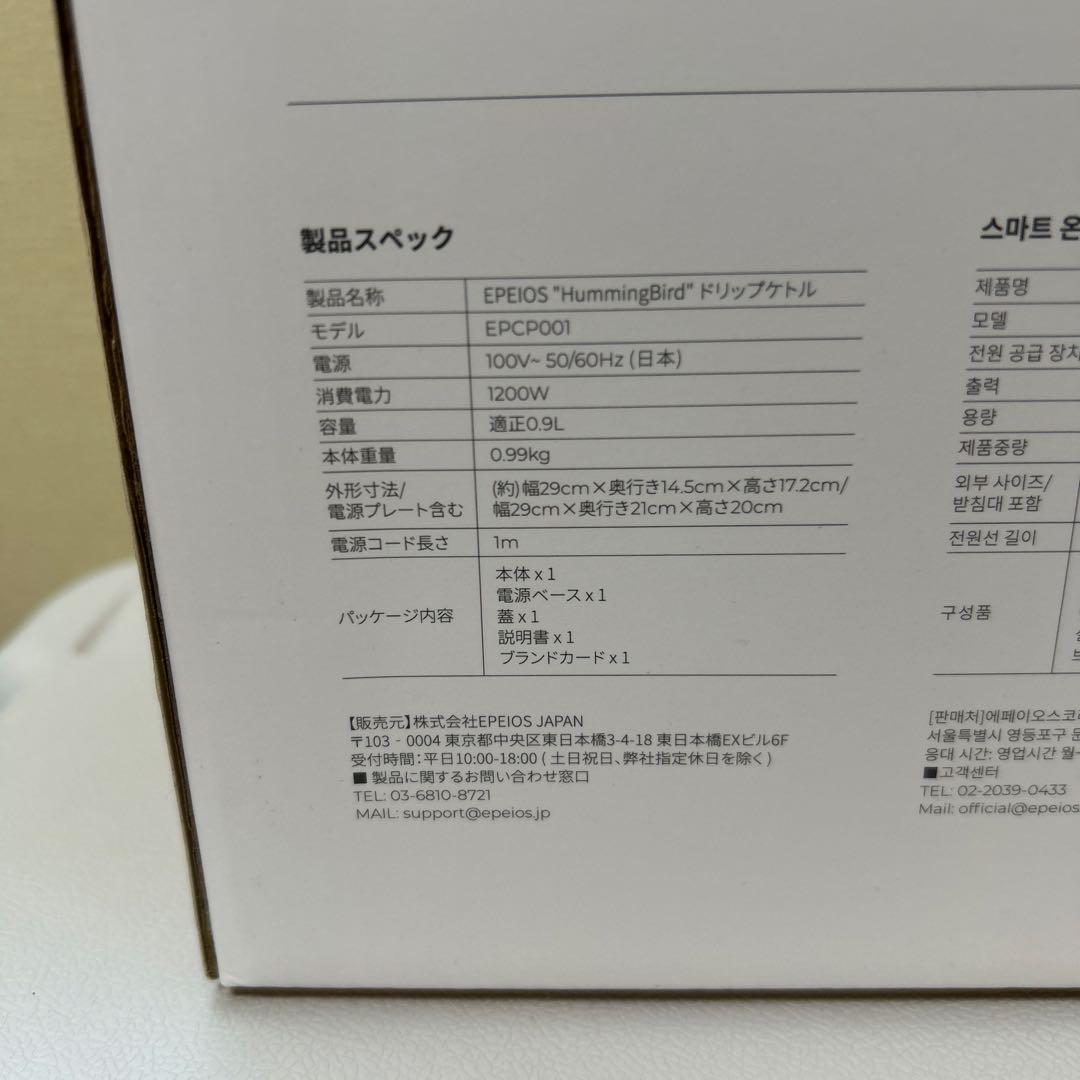 製品スペック
製品名称 EPEIOS "HummingBird" ドリップケトル
モデル EPCP001
電源 100V~ 50/60Hz (日本)
消費電力 1200W
容量 適正0.9L
本体重量 0.99kg
外形寸法/ (約)幅29cm×奥行き14.5cm×高さ17.2cm/
電源プレート含む 幅29cm×奥行き21cm×高さ20cm
電源コード長さ 1m
パッケージ内容
本体 x 1
電源ベース x 1
蓋 x 1
説明書 x 1
ブランドカード x 1
【販売元】株式会社EPEIOS JAPAN
〒103‐0004 東京都中央区東日本橋3-4-18 東日本橋EXビル6F
受付時間：平日10:00-18:00 ( 土日祝日、弊社指定休日を除く)
■ 製品に関するお問い合わせ窓口
TEL: 03-6810-8721
MAIL: support@epeios.jp
스마트 온
제품명
모델
전원 공급 장치
출력
용량
제품중량
외부 사이즈/
받침대 포함
전원선 길이
구성품
[판매처]에페이오스코
서울특별시 영등포구
응대 시간: 영업시간 월
■고객센터
TEL: 02-2039-0433
Mail: official@epeios